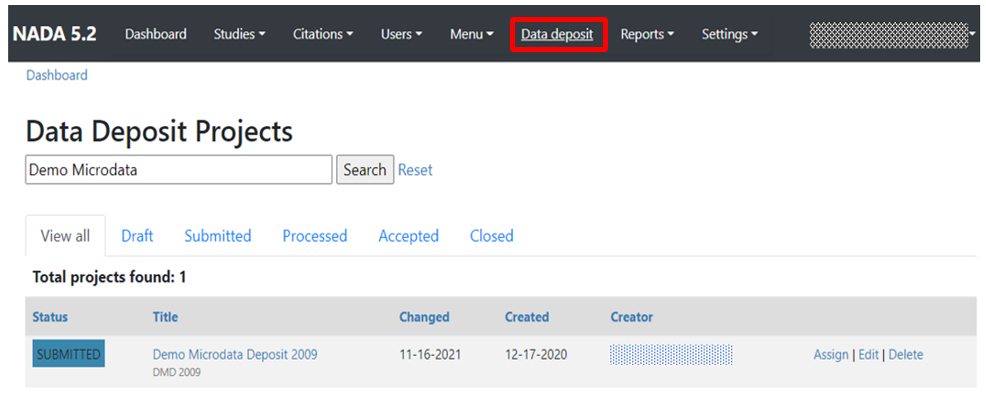 NADA 5.2 Dashboard Studies Citations Users Menu Data deposit Reports Settings
Dashboard
Data Deposit Projects
Demo Microdata Search Reset
View all Draft Submitted Processed Accepted Closed
Total projects found: 1
Status Title Changed Created Creator
SUBMITTED Demo Microdata Deposit 2009 11-16-2021 12-17-2020 Assign | Edit | Delete
DMD 2009